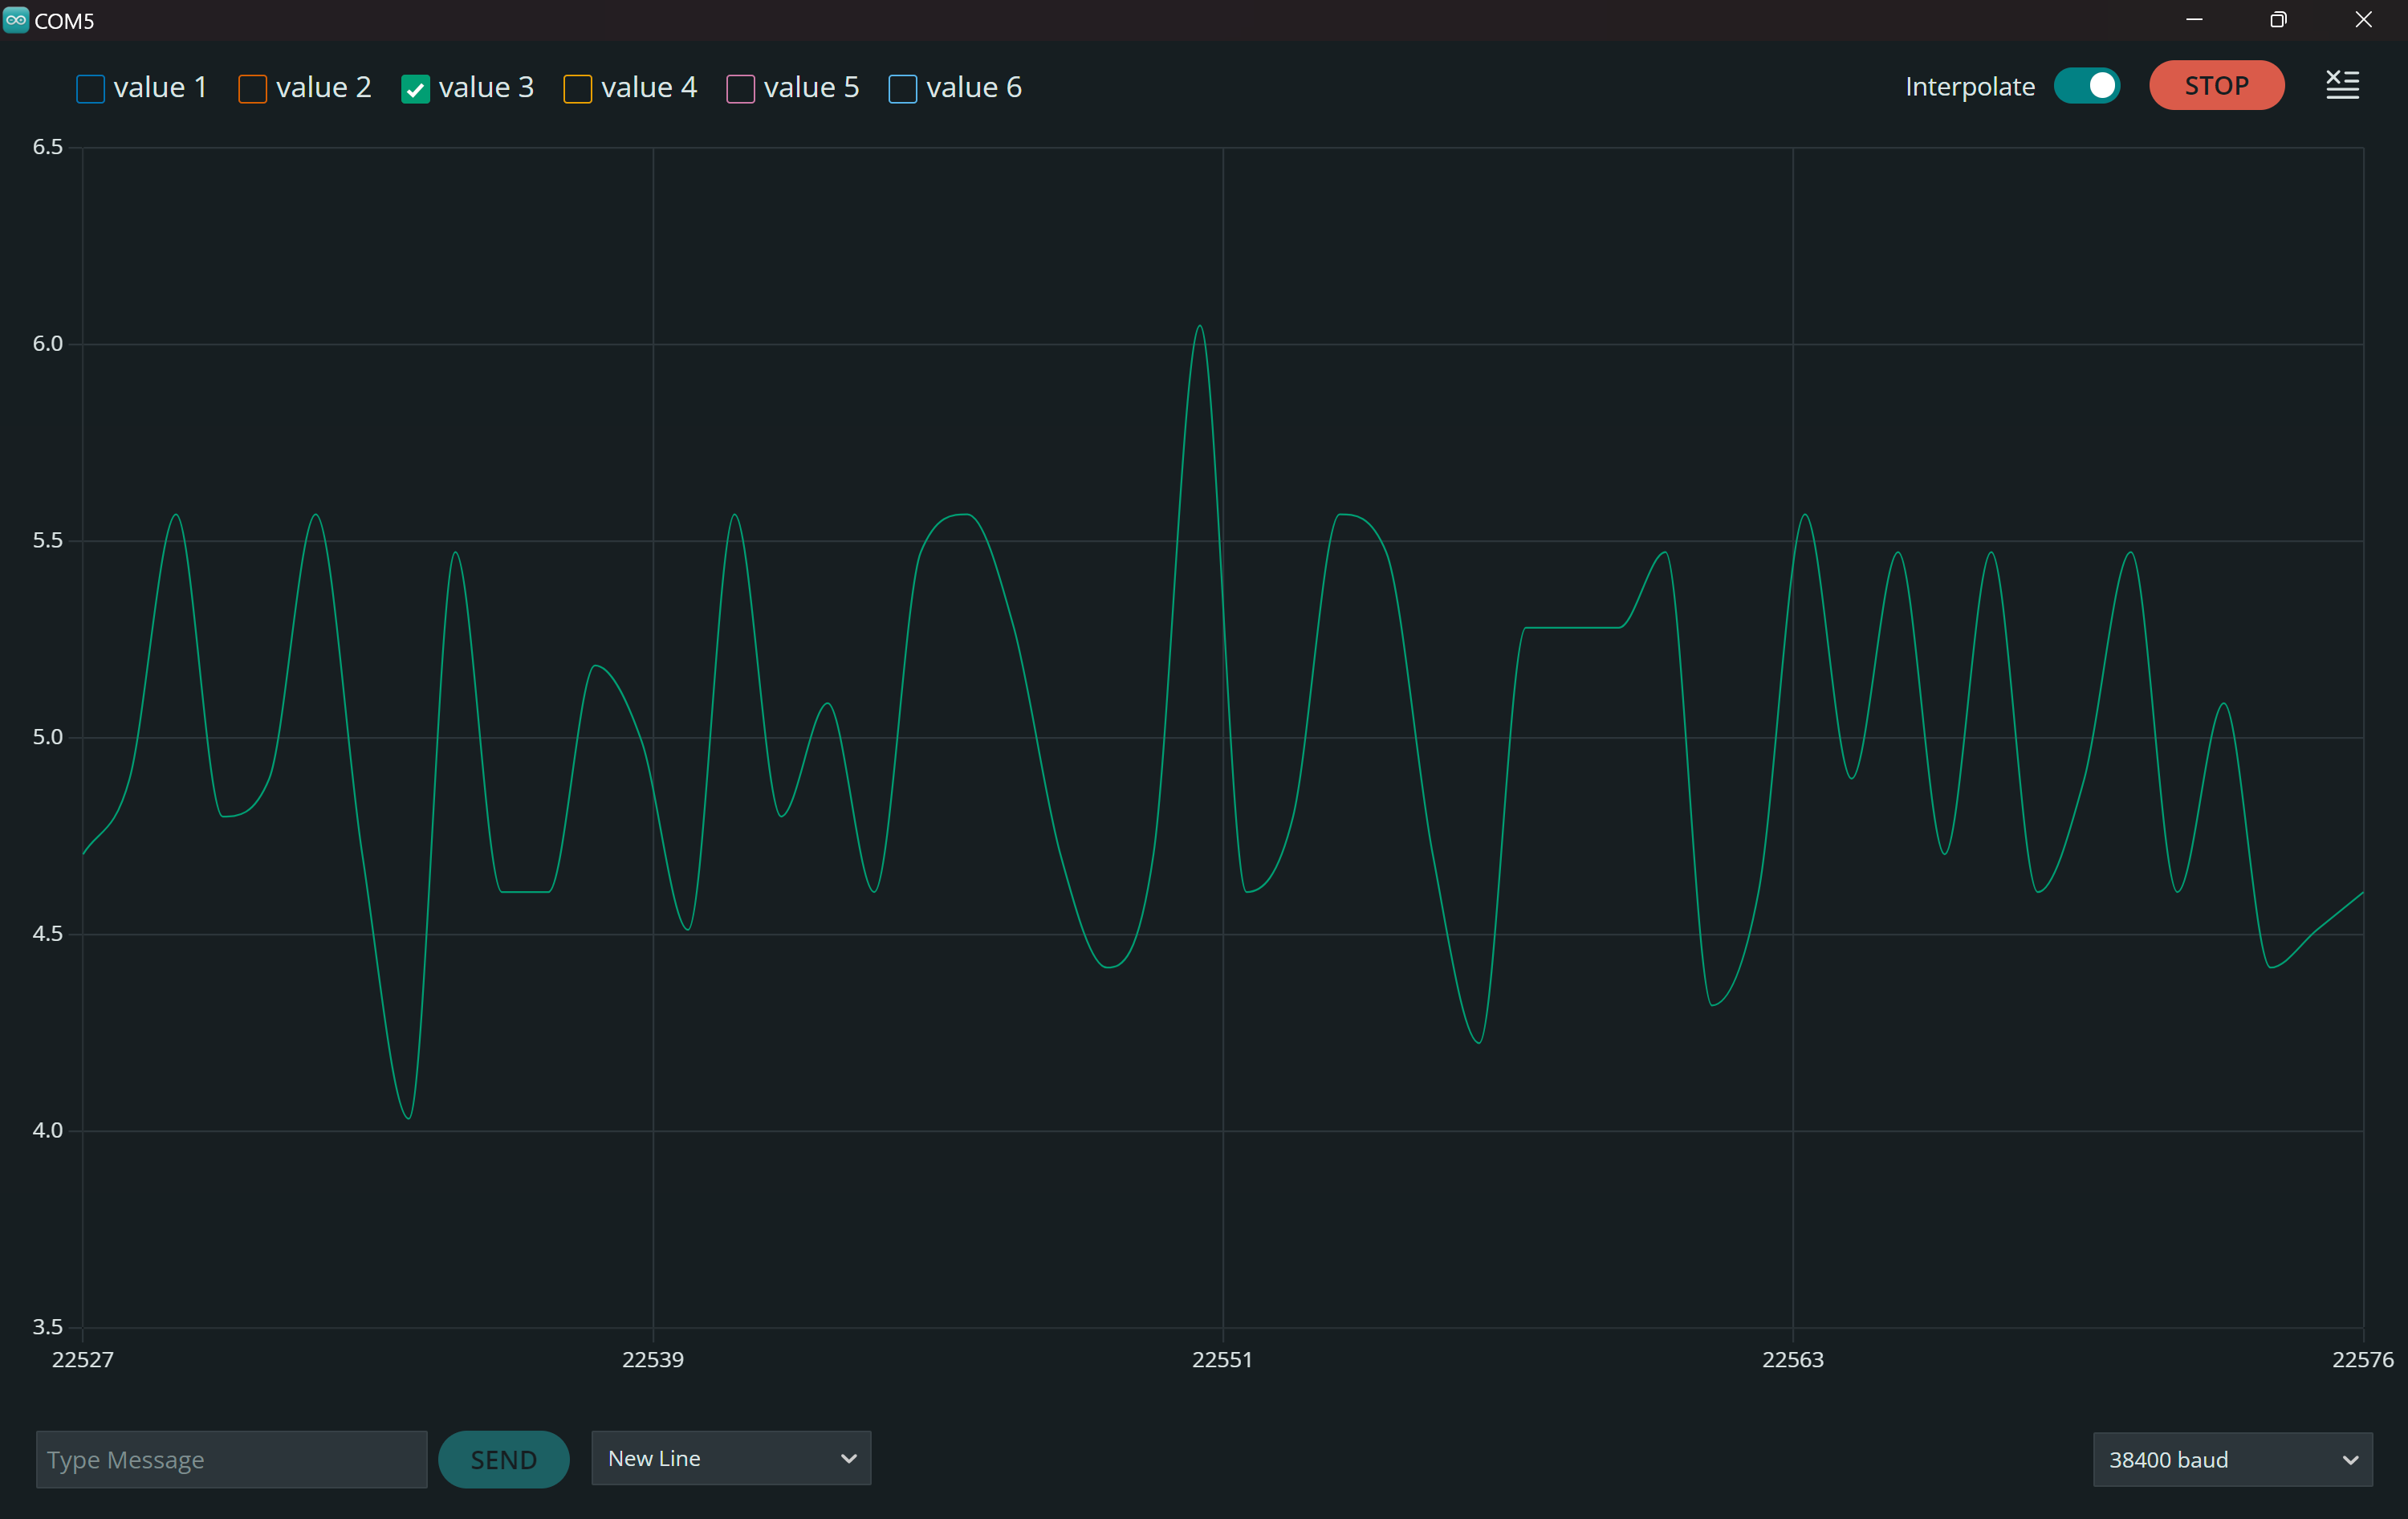 COM5
value 1 value 2 value 3 value 4 value 5 value 6 Interpolate STOP
6.5
6.0
5.5
5.0
4.5
4.0
3.5
22527 22539 22551 22563 22576
Type Message SEND New Line 38400 baud